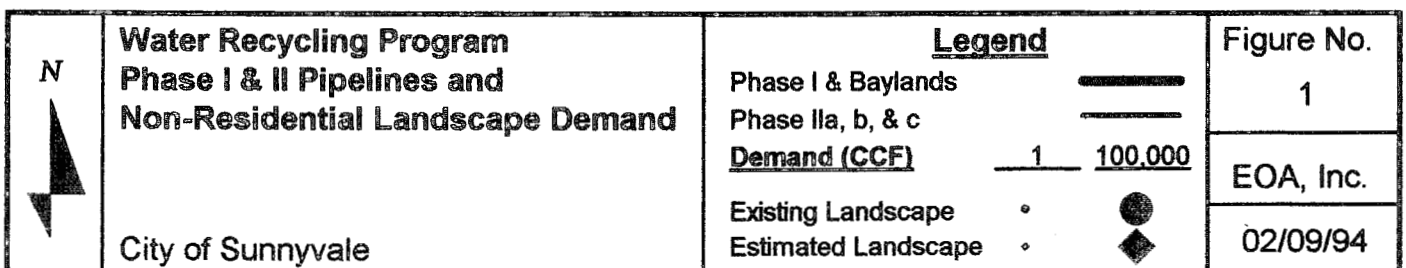 N
Water Recycling Program
Phase I & II Pipelines and
Non-Residential Landscape Demand
City of Sunnyvale
Legend
Phase I & Baylands
Phase IIa, b, & c
Demand (CCF) 1 100,000
Existing Landscape
Estimated Landscape
Figure No.
1
EOA, Inc.
02/09/94